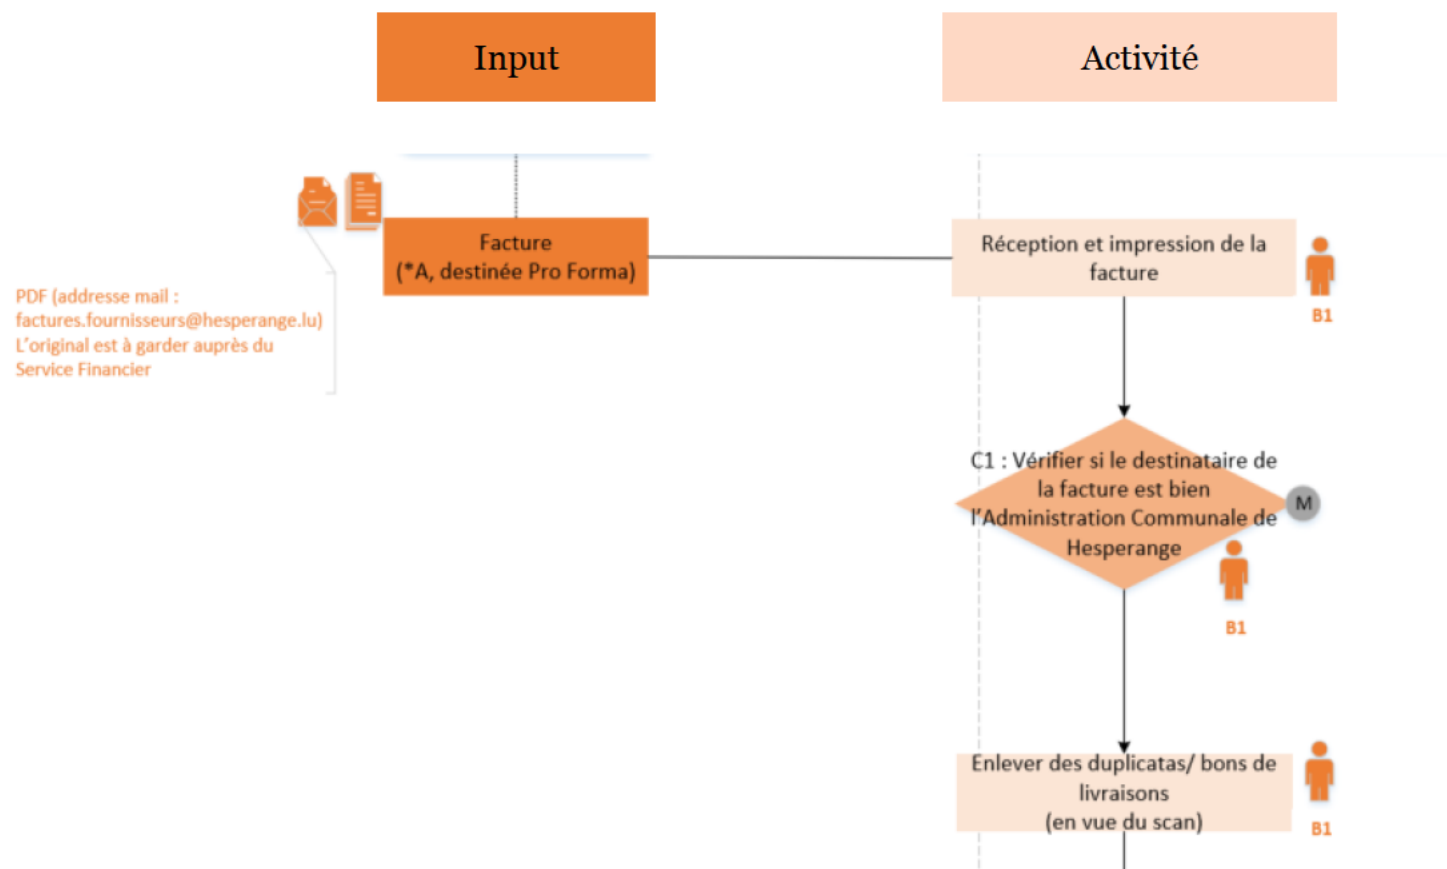 Input
Activité
Facture
(*A, destinée Pro Forma)
Réception et impression de la
facture
B1
PDF (addresse mail :
factures.fournisseurs@hesperange.lu)
L'original est à garder auprès du
Service Financier
C1 : Vérifier si le destinataire de
la facture est bien
l'Administration Communale de
Hesperange
M
B1
Enlever des duplicatas/ bons de
livraisons
(en vue du scan)
B1